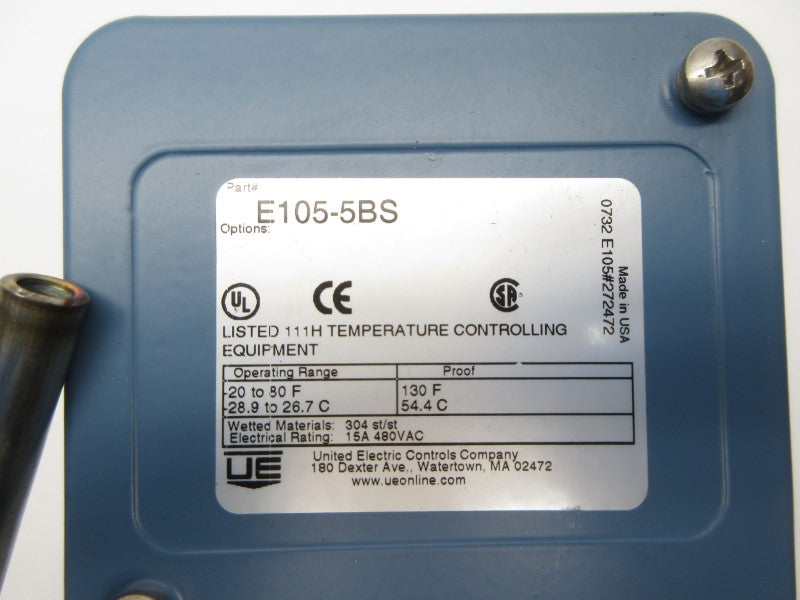 Part#
E105-5BS
Options:
UL
CE
SA
LISTED 111H TEMPERATURE CONTROLLING
EQUIPMENT
Operating Range Proof
-20 to 80 F 130 F
-28.9 to 26.7 C 54.4 C
Wetted Materials: 304 st/st
Electrical Rating: 15A 480VAC
UE
United Electric Controls Company
180 Dexter Ave., Watertown, MA 02472
www.ueonline.com
Made in USA
0732 E105#272472